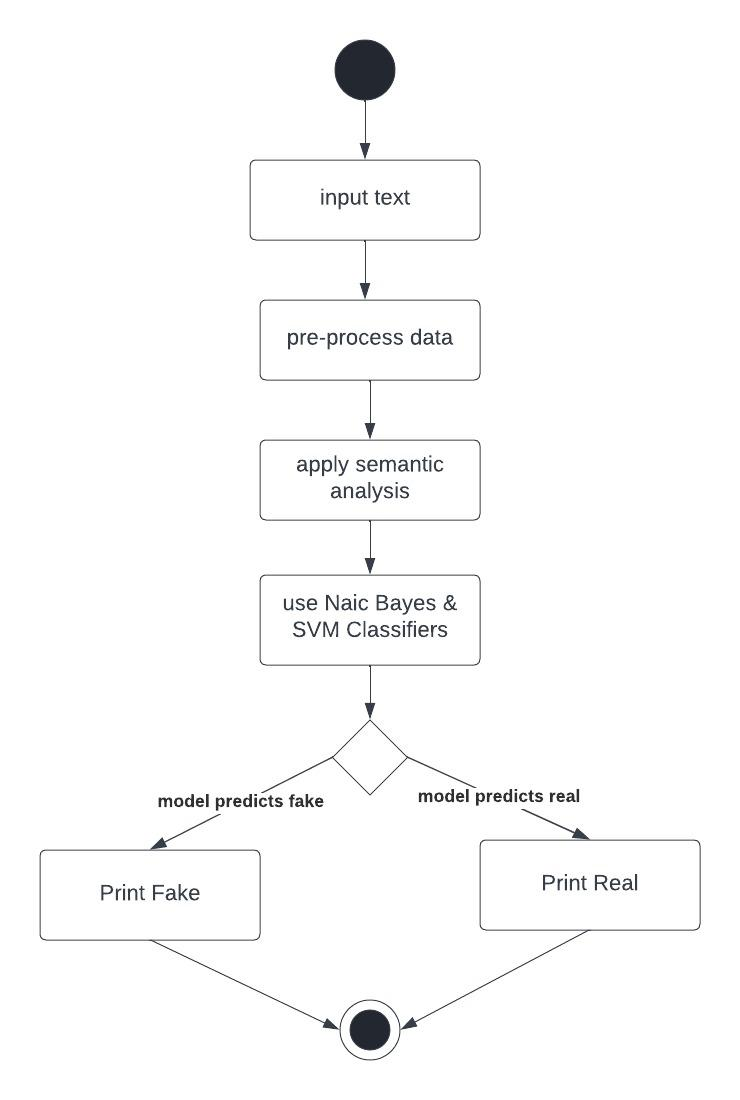 input text
pre-process data
apply semantic
analysis
use Naic Bayes &
SVM Classifiers
model predicts fake
model predicts real
Print Fake
Print Real